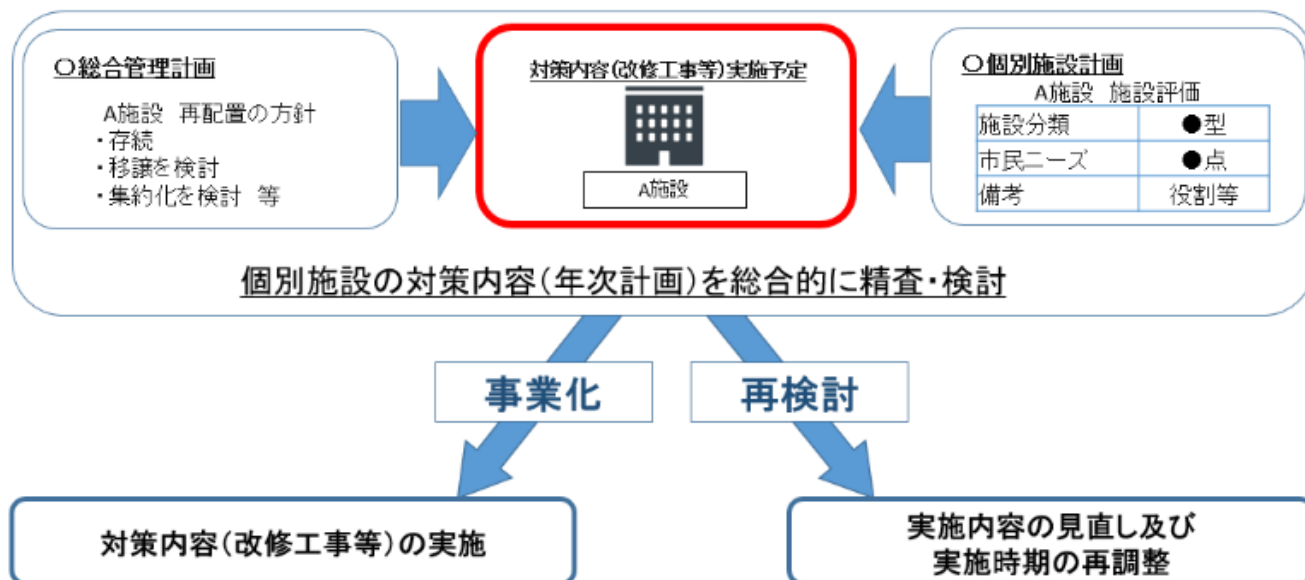 〇総合管理計画
A施設 再配置の方針
・存続
・移譲を検討
・集約化を検討 等
対策内容(改修工事等)実施予定
A施設
〇個別施設計画
A施設 施設評価
施設分類 ●型
市民ニーズ ●点
備考 役割等
個別施設の対策内容(年次計画)を総合的に精査・検討
事業化
再検討
対策内容(改修工事等)の実施
実施内容の見直し及び
実施時期の再調整